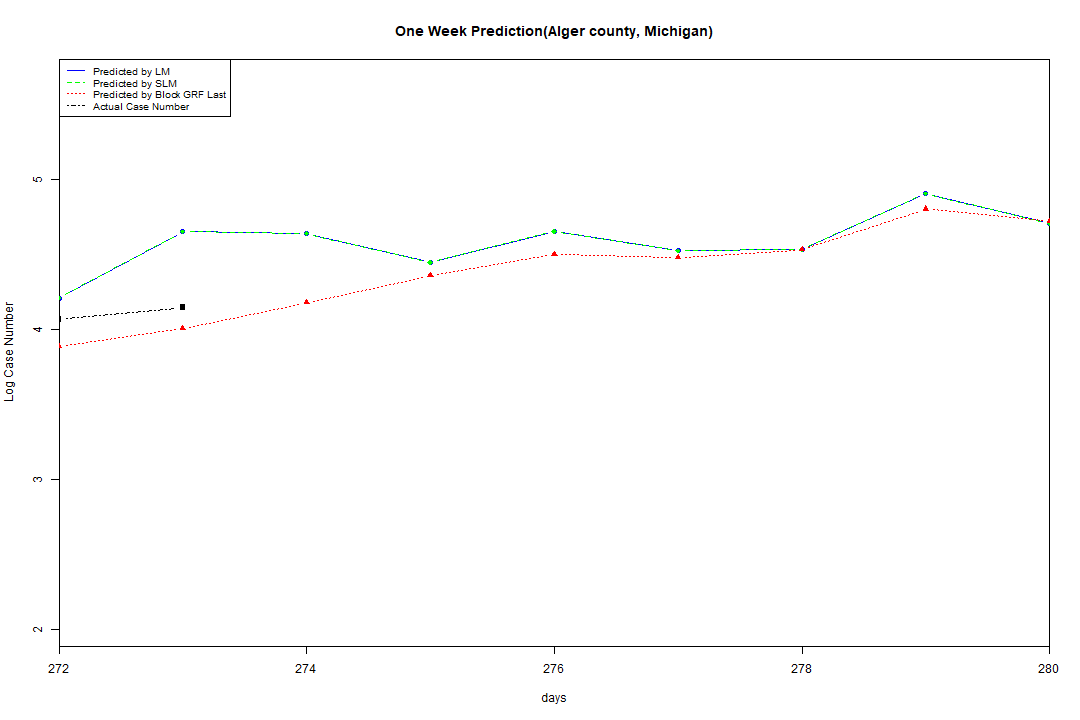 One Week Prediction(Alger county, Michigan)
Predicted by LM
Predicted by SLM
Predicted by Block GRF Last
Actual Case Number
5
4
3
2
Log Case Number
272
274
276
278
280
days